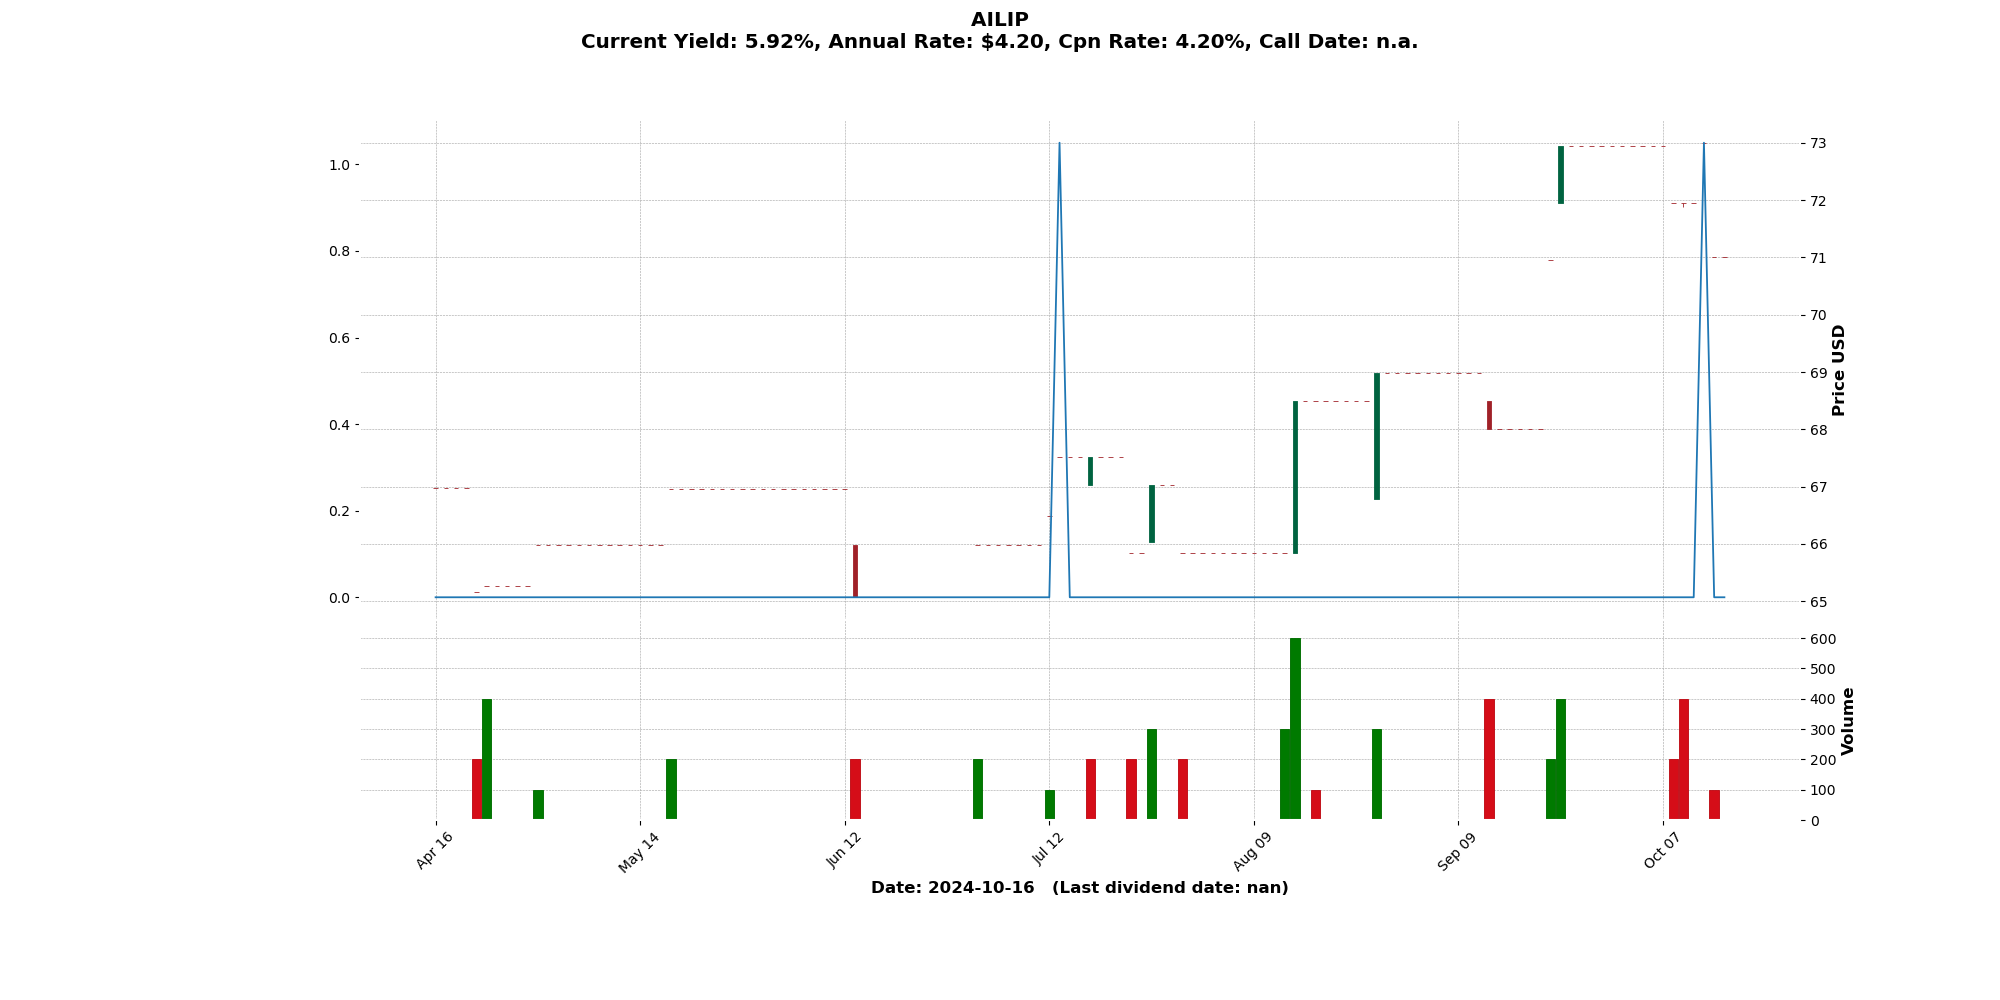 AILIP
Current Yield: 5.92%, Annual Rate: $4.20, Cpn Rate: 4.20%, Call Date: n.a.
1.0
0.8
0.6
0.4
0.2
0.0
73
72
71
70
69
68
67
66
65
Price USD
600
500
400
300
200
100
0
Volume
Apr 16
May 14
Jun 12
Jul 12
Aug 09
Sep 09
Oct 07
Date: 2024-10-16 (Last dividend date: nan)